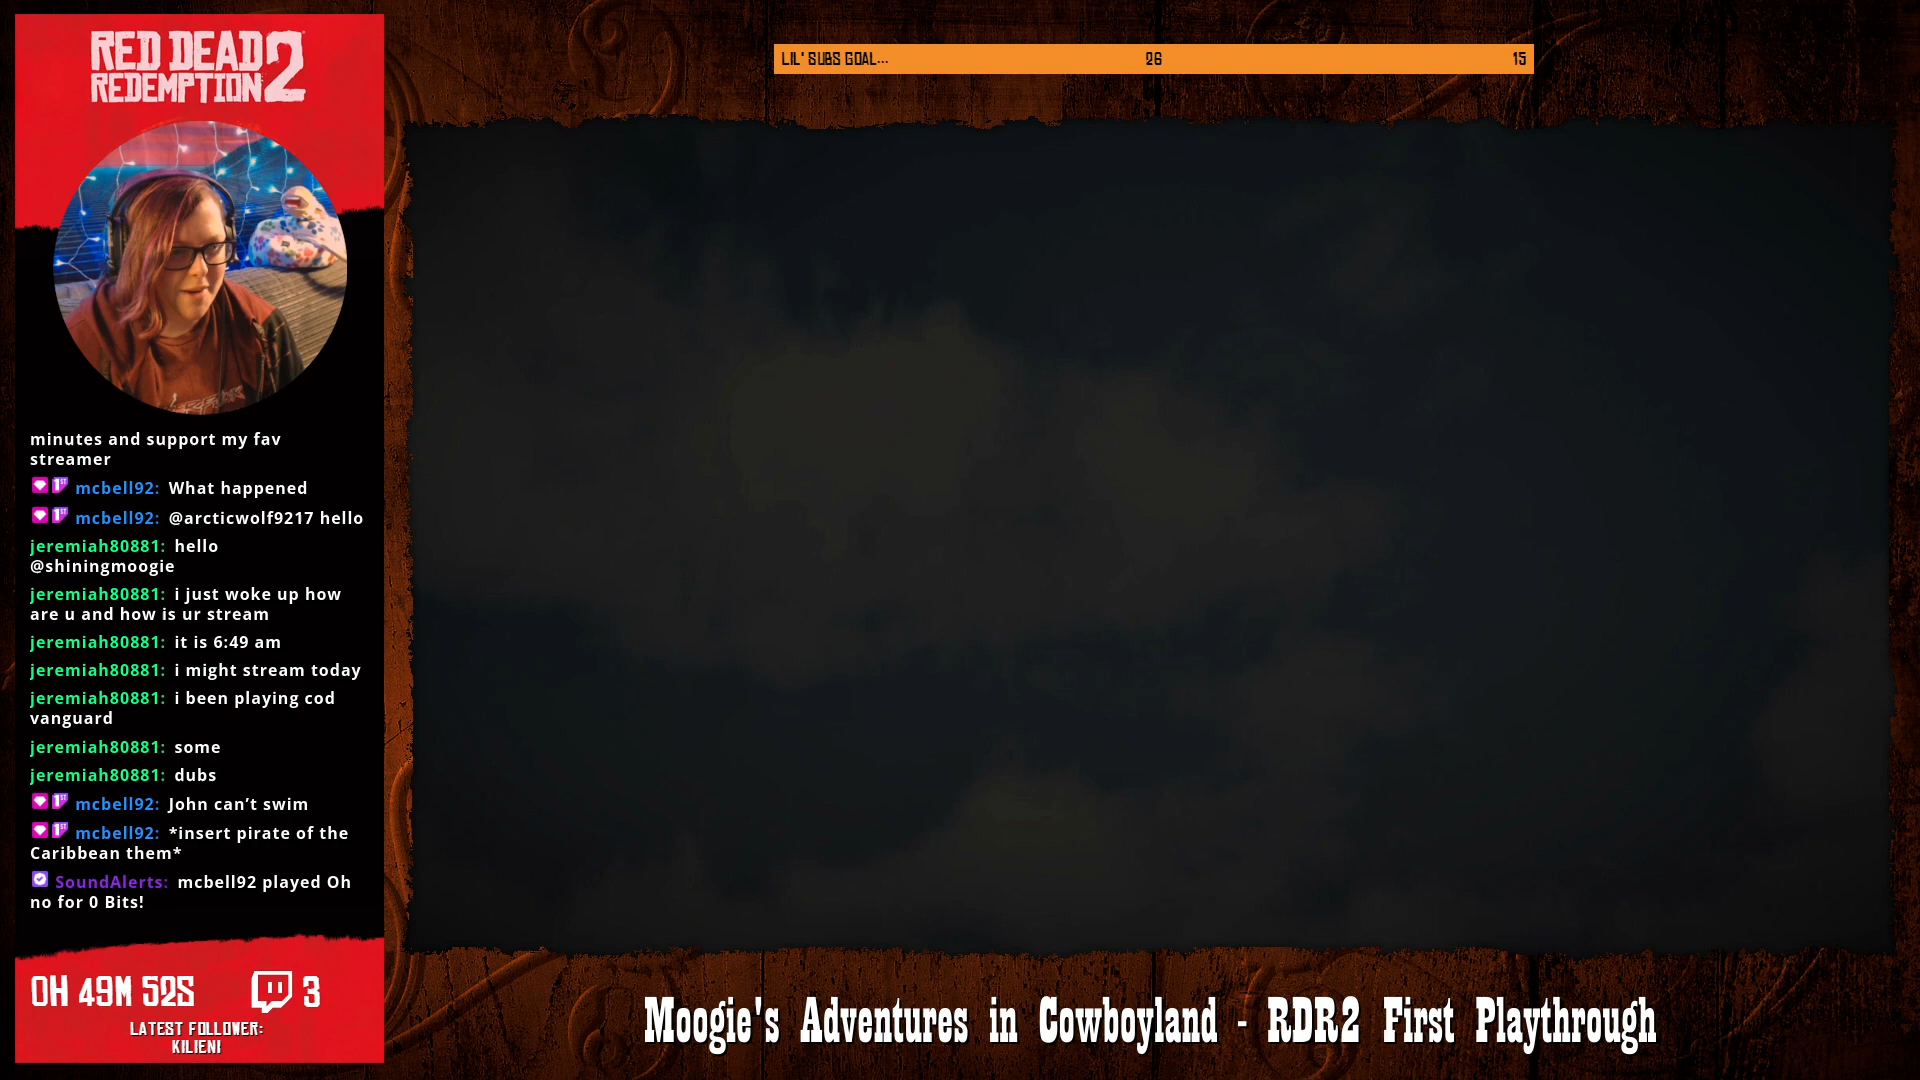 RED DEAD
REDEMPTION 2
LIL' SUBS GOAL... 26 15
minutes and support my fav
streamer
mcbell92: What happened
mcbell92: @arcticwolf9217 hello
jeremiah80881: hello
@shiningmoogie
jeremiah80881: i just woke up how
are u and how is ur stream
jeremiah80881: it is 6:49 am
jeremiah80881: i might stream today
jeremiah80881: i been playing cod
vanguard
jeremiah80881: some
jeremiah80881: dubs
mcbell92: John can’t swim
mcbell92: *insert pirate of the
Caribbean them*
SoundAlerts: mcbell92 played Oh
no for 0 Bits!
0H 49M 52S 3
LATEST FOLLOWER:
KILIENI
Moogie's Adventures in Cowboyland - RDR2 First Playthrough